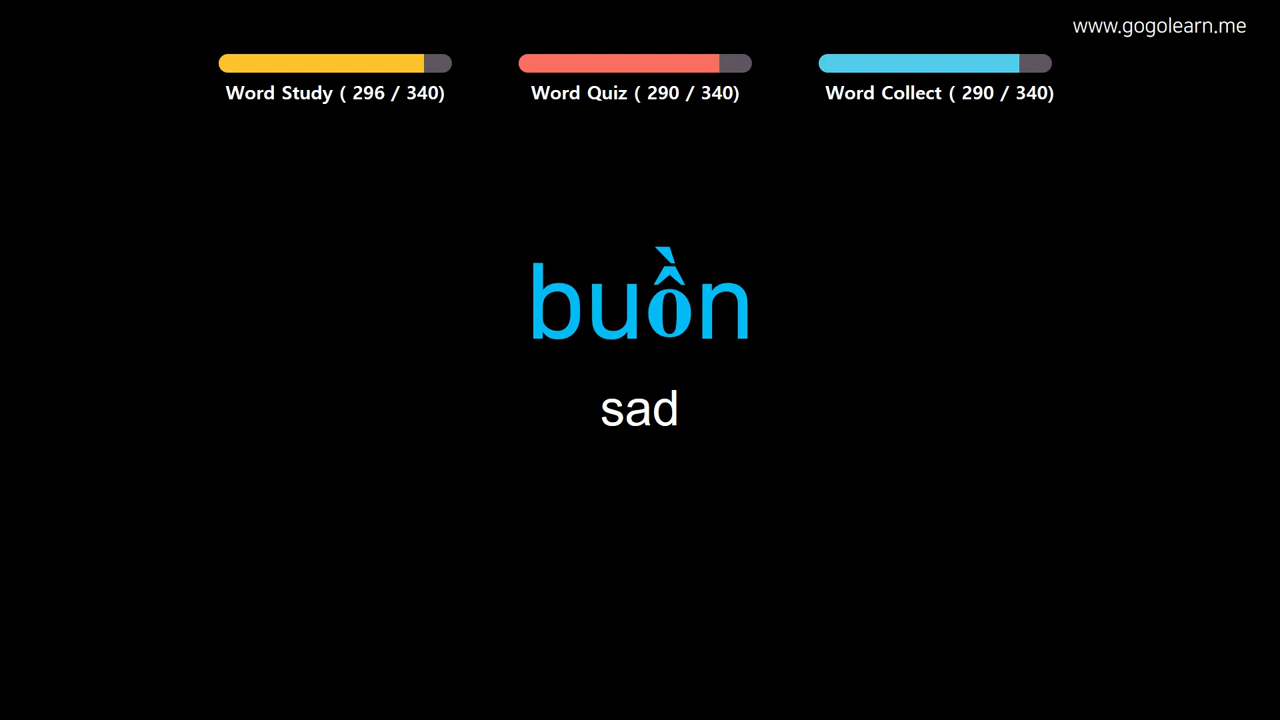 www.gogolearn.me
Word Study ( 296 / 340)
Word Quiz ( 290 / 340)
Word Collect ( 290 / 340)
buồn
sad